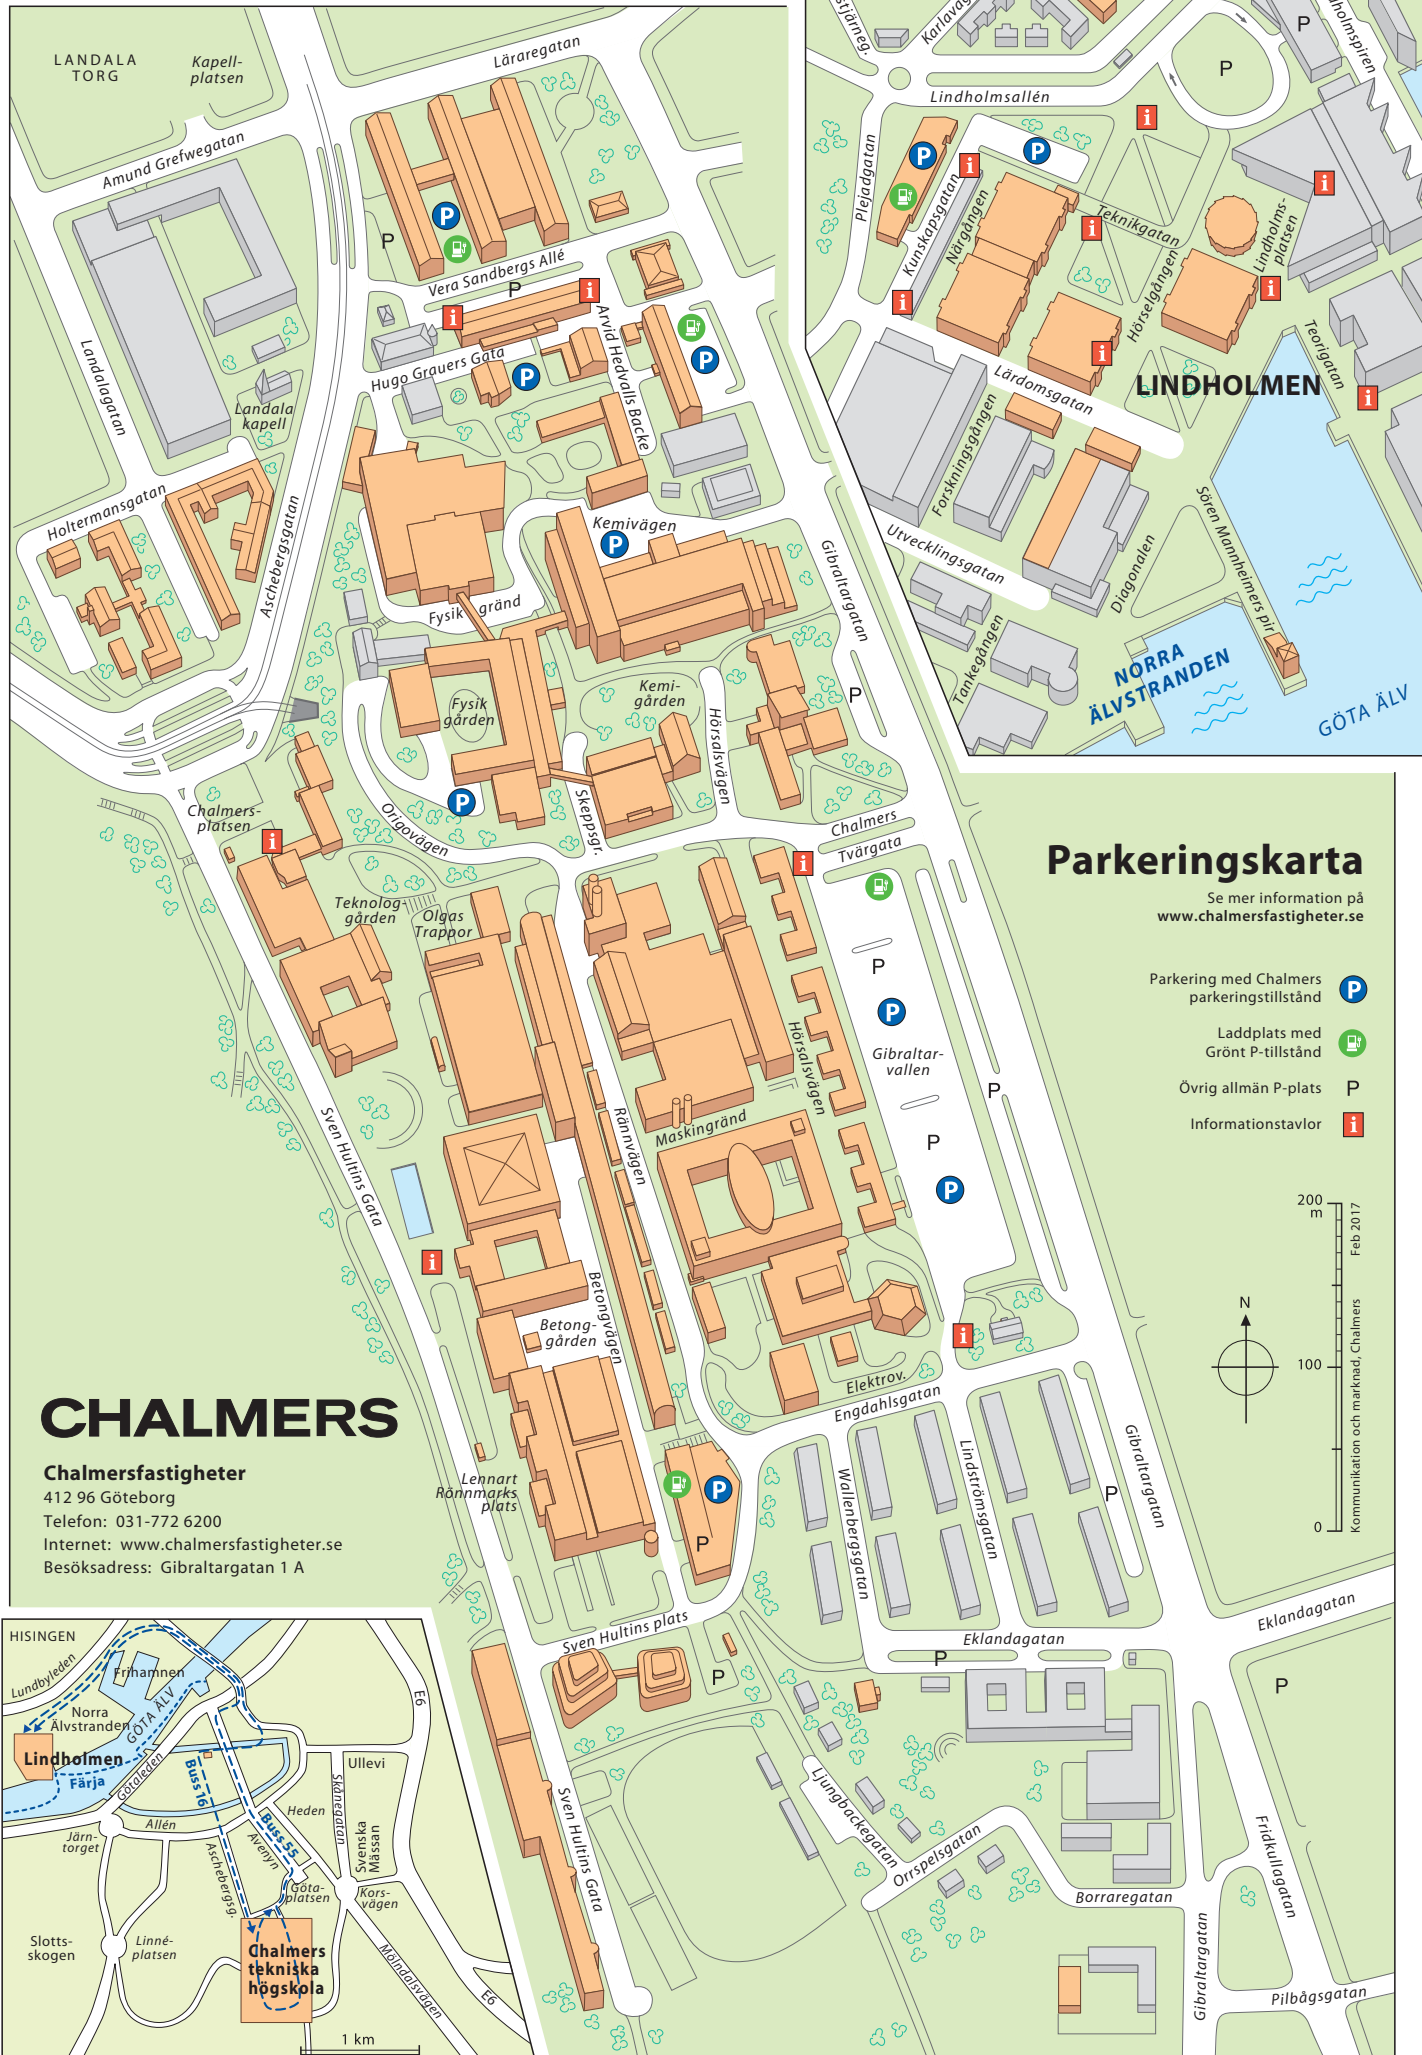 LANDALA
TORG
Kapell-
platsen
Läraregatan
Amund Grefwegatan
P
Vera Sandbergs Allé
P
P
i
i
Hugo Grauers Gata
P
Arvid Hedvalls Backe
P
Landalagatan
Landala
kapell
Holtermansgatan
Aschebergsgatan
Kemivägen
P
Gibraltargatan
Fysik gränd
Fysik
gården
Kemi-
gården
P
Hörsalsvägen
P
Origovägen
Skeppsgr.
Chalmers-
platsen
i
Chalmers
Tvärgata
i
Teknolog-
gården
Olgas
Trappor
P
P
Gibraltar-
vallen
Hörsalsvägen
P
P
P
Rännvägen
Maskingränd
Sven Hultins Gata
i
Betongvägen
Betong-
gården
i
Elektrov.
Engdahlsgatan
Lennart
Rönnmarks
plats
P
P
Wallenbergsgatan
Lindströmsgatan
P
Gibraltargatan
Sven Hultins plats
P
Eklandagatan
P
Eklandagatan
P
Sven Hultins Gata
Ljungbackegatan
Orrspelsgatan
Borraregatan
Fridkullagatan
Gibraltargatan
Pilbågsgatan
Karlavag
P
holmspiren
P
Lindholmsallén
i
Plejadgatan
P
i
P
i
Kunskapsgatan
Närgången
Teknikgatan
i
Lindholms-
platsen
i
i
Hörselgången
i
Teorigatan
i
LINDHOLMEN
Lärdomsgatan
Forskningsgången
Utvecklingsgatan
Sören Mannheimers pir
Diagonalen
Tankegången
NORRA
ÄLVSTRANDEN
GÖTA ÄLV
Parkeringskarta
Se mer information på
www.chalmersfastigheter.se
Parkering med Chalmers
parkeringstillstånd
P
Laddplats med
Grönt P-tillstånd
Övrig allmän P-plats
P
Informationstavlor
i
200
m
100
0
N
Feb 2017
Kommunikation och marknad, Chalmers
CHALMERS
Chalmersfastigheter
412 96 Göteborg
Telefon: 031-772 6200
Internet: www.chalmersfastigheter.se
Besöksadress: Gibraltargatan 1 A
HISINGEN
Lundbyleden
Frihamnen
Norra
Älvstranden
GÖTA ÄLV
Lindholmen
Färja
Götaleden
Buss 16
E6
Ullevi
Skånegatan
Heden
Allén
Järn-
torget
Avenyn
Buss 55
Svenska
Mässan
Aschebergsg.
Göta-
platsen
Kors-
vägen
Slotts-
skogen
Linné-
platsen
Chalmers
tekniska
högskola
Mölndalsvägen
E6
1 km